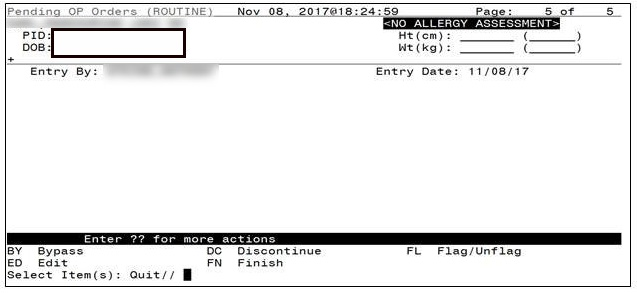 Pending OP Orders (ROUTINE) Nov 08, 2017@18:24:59 Page: 5 of 5
<NO ALLERGY ASSESSMENT>
PID: Ht(cm): _______ (______)
DOB: Wt(kg): _______ (______)
+
Entry By: Entry Date: 11/08/17
Enter ?? for more actions
BY Bypass DC Discontinue FL Flag/Unflag
ED Edit FN Finish
Select Item(s): Quit//